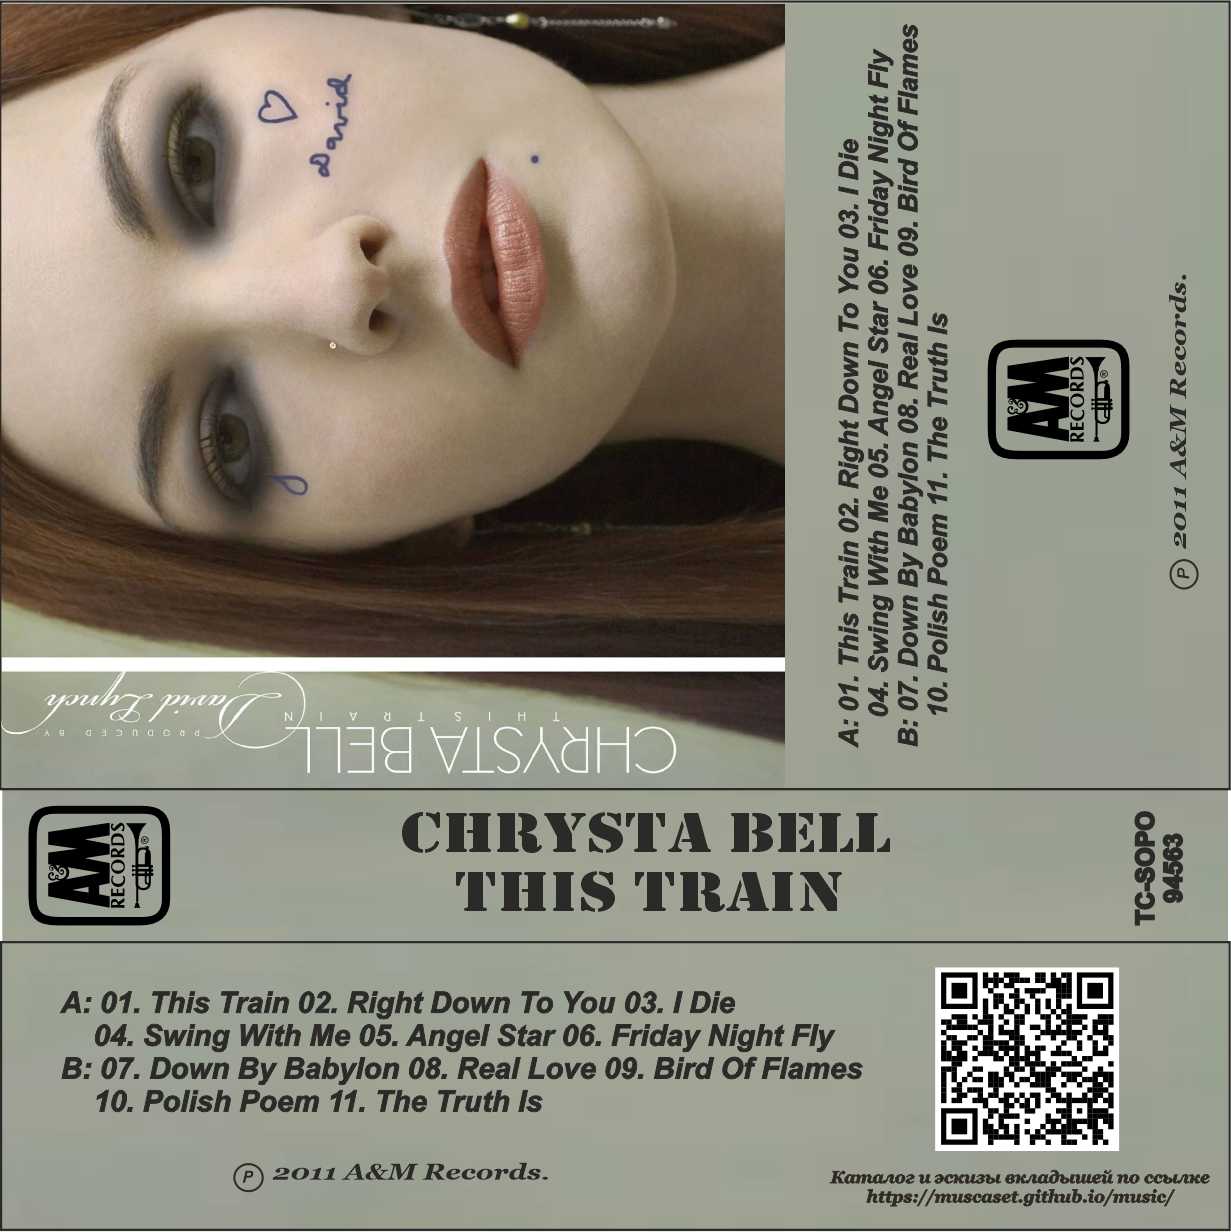 David
CHRYSTA BELL
THIS TRAIN
PRODUCED BY
David Lynch
A: 01. This Train 02. Right Down To You 03. I Die
04. Swing With Me 05. Angel Star 06. Friday Night Fly
B: 07. Down By Babylon 08. Real Love 09. Bird Of Flames
10. Polish Poem 11. The Truth Is
A&M
RECORDS
®
Ⓟ 2011 A&M Records.
A&M
RECORDS
®
CHRYSTA BELL
THIS TRAIN
TC-SOPO
94563
A: 01. This Train 02. Right Down To You 03. I Die
04. Swing With Me 05. Angel Star 06. Friday Night Fly
B: 07. Down By Babylon 08. Real Love 09. Bird Of Flames
10. Polish Poem 11. The Truth Is
Ⓟ 2011 A&M Records.
Каталог и эскизы вкладышей по ссылке
https://muscaset.github.io/music/